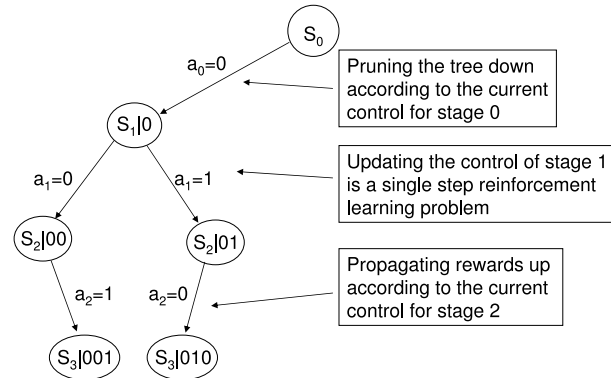 S₀
a₀=0
Pruning the tree down
according to the current
control for stage 0
S₁|0
a₁=0
a₁=1
Updating the control of stage 1
is a single step reinforcement
learning problem
S₂|00
S₂|01
a₂=1
a₂=0
Propagating rewards up
according to the current
control for stage 2
S₃|001
S₃|010